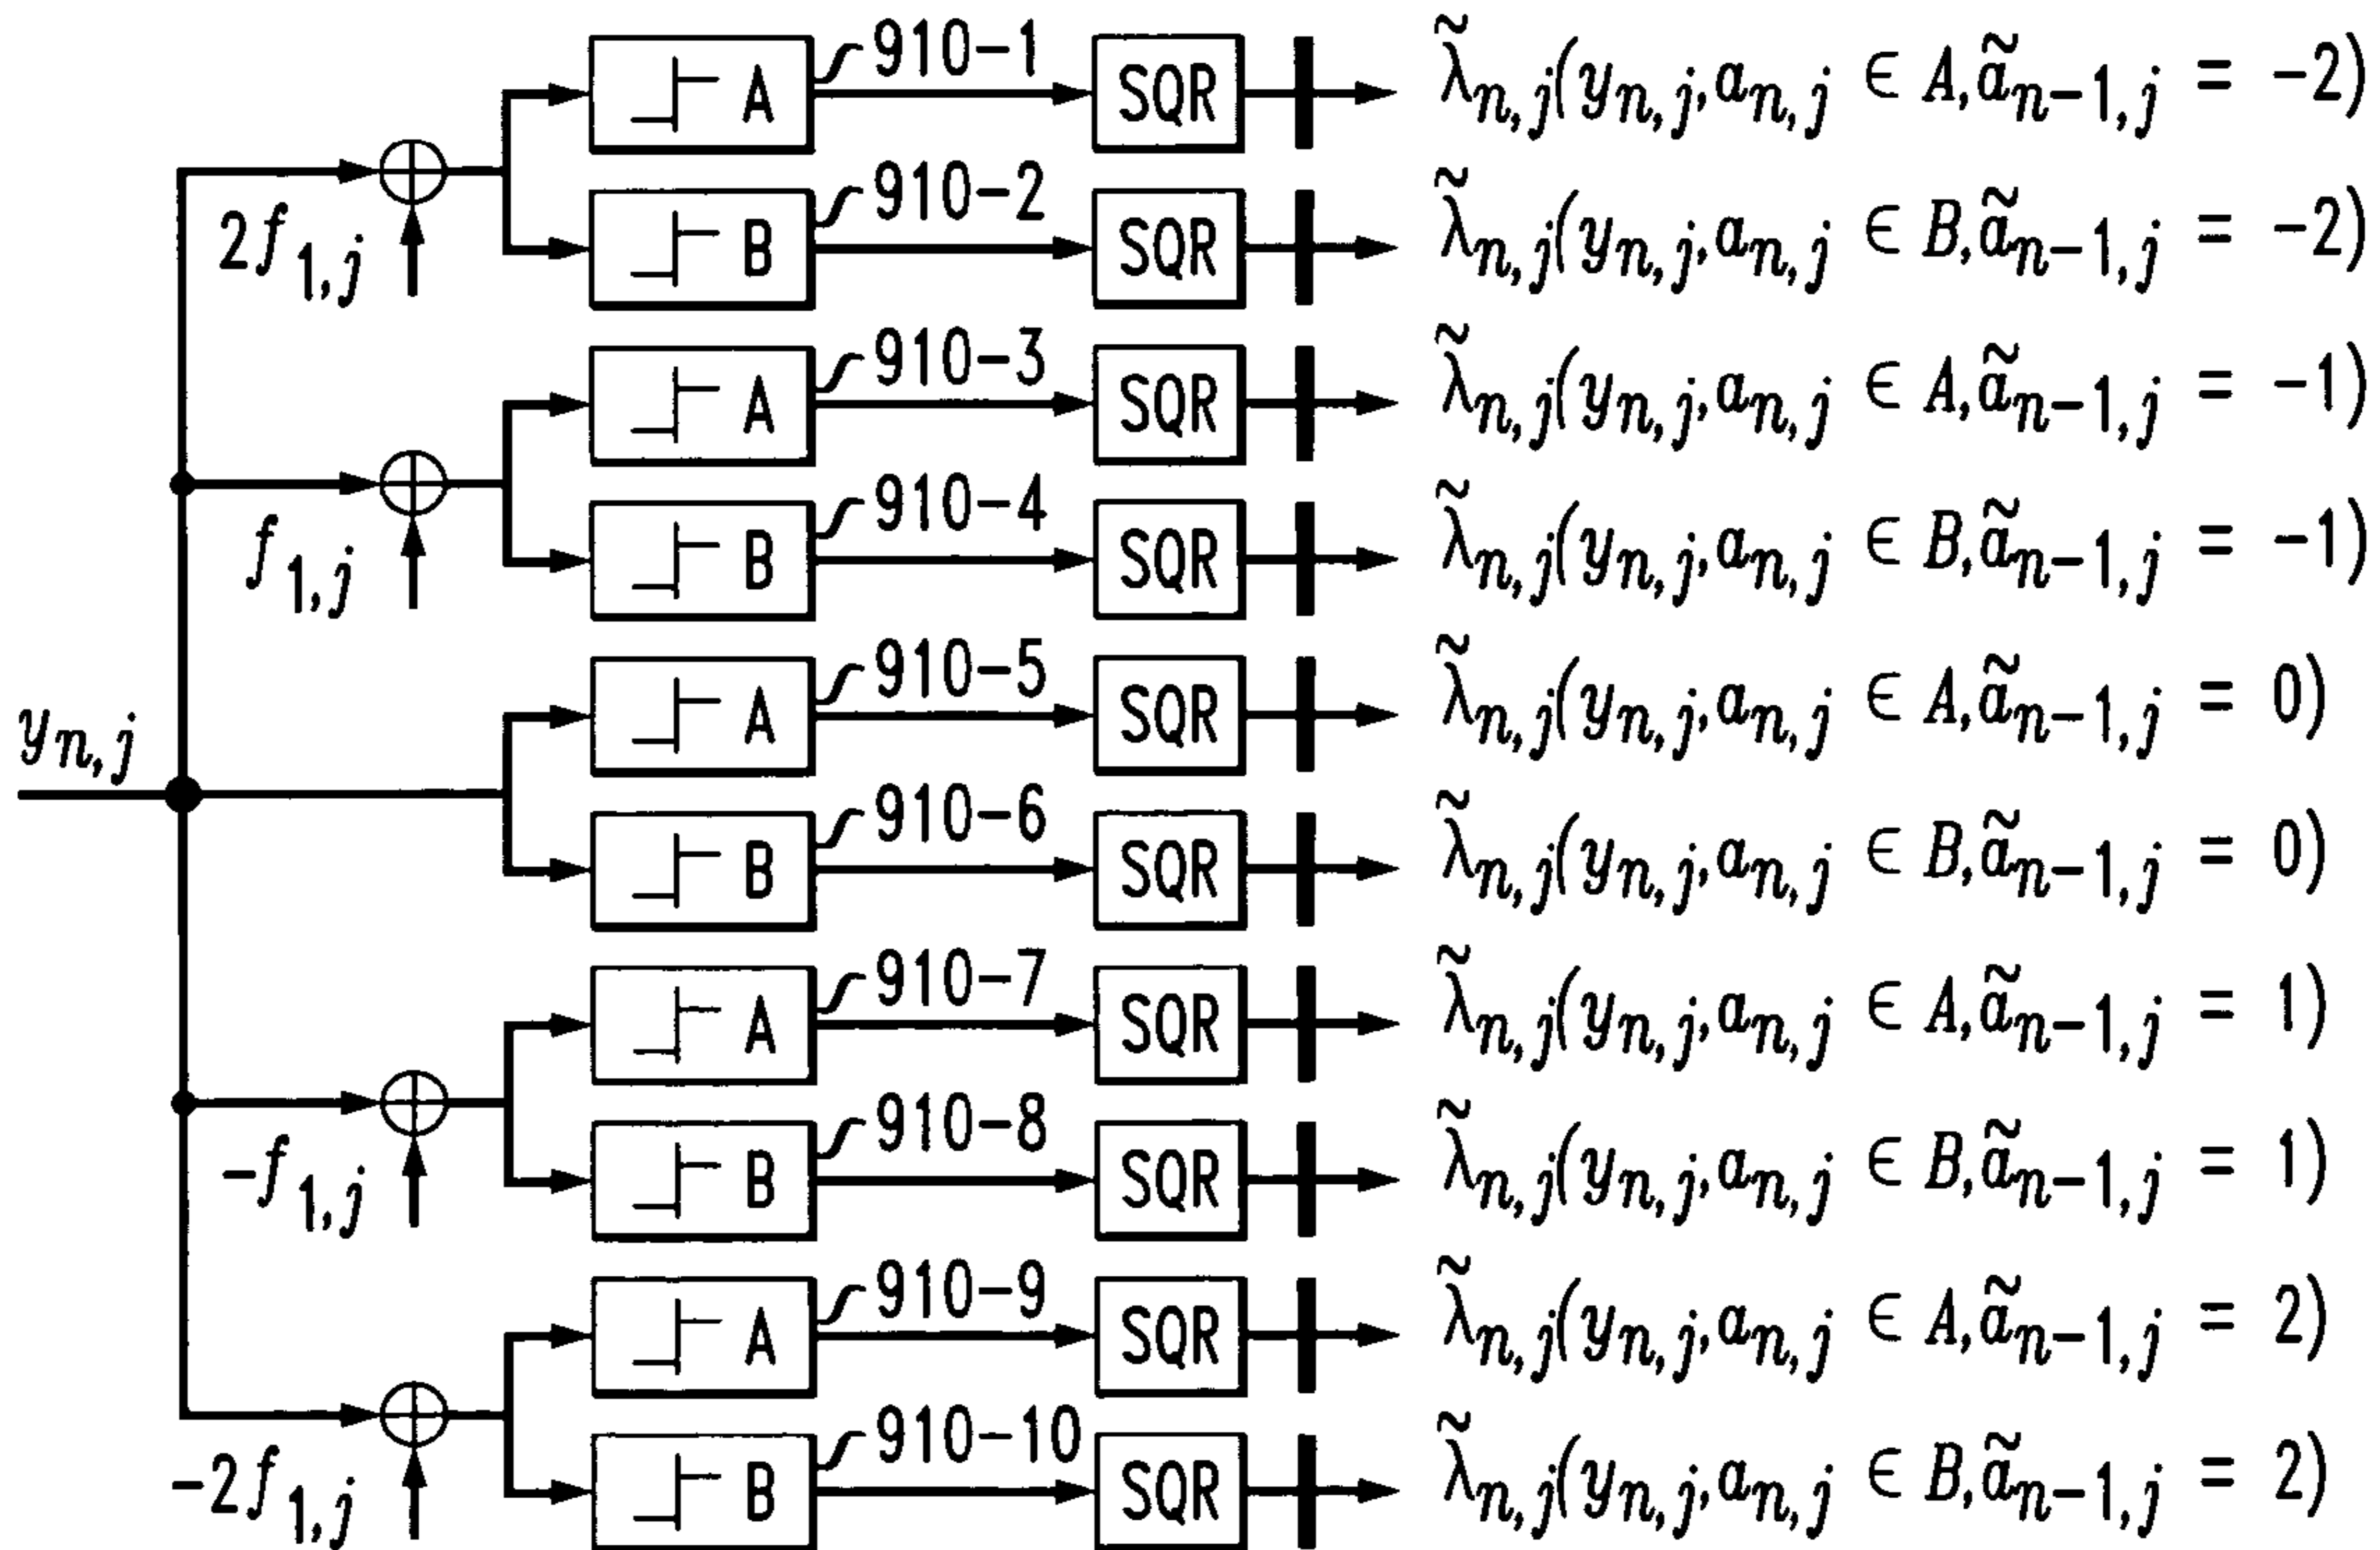 910-1
A
SQR
λ̃n,j(yn,j,an,j ∈ A,ãn-1,j = -2)
910-2
2f1,j
B
SQR
λ̃n,j(yn,j,an,j ∈ B,ãn-1,j = -2)
910-3
A
SQR
λ̃n,j(yn,j,an,j ∈ A,ãn-1,j = -1)
910-4
f1,j
B
SQR
λ̃n,j(yn,j,an,j ∈ B,ãn-1,j = -1)
910-5
A
SQR
λ̃n,j(yn,j,an,j ∈ A,ãn-1,j = 0)
yn,j
910-6
B
SQR
λ̃n,j(yn,j,an,j ∈ B,ãn-1,j = 0)
910-7
A
SQR
λ̃n,j(yn,j,an,j ∈ A,ãn-1,j = 1)
910-8
-f1,j
B
SQR
λ̃n,j(yn,j,an,j ∈ B,ãn-1,j = 1)
910-9
A
SQR
λ̃n,j(yn,j,an,j ∈ A,ãn-1,j = 2)
910-10
-2f1,j
B
SQR
λ̃n,j(yn,j,an,j ∈ B,ãn-1,j = 2)